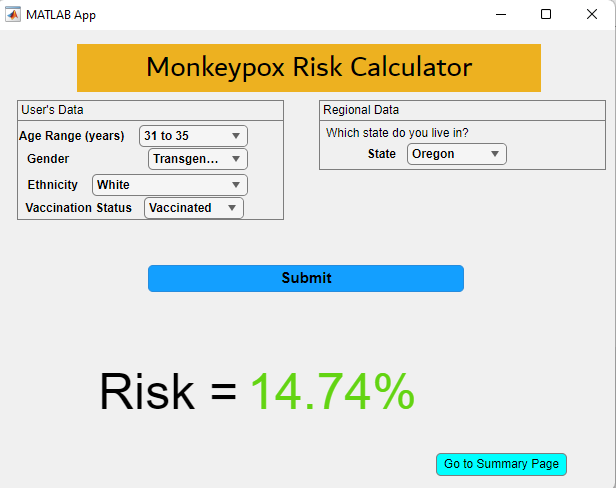 MATLAB App
Monkeypox Risk Calculator
User's Data
Age Range (years) 31 to 35
Gender Transgen...
Ethnicity White
Vaccination Status Vaccinated
Regional Data
Which state do you live in?
State Oregon
Submit
Risk = 14.74%
Go to Summary Page